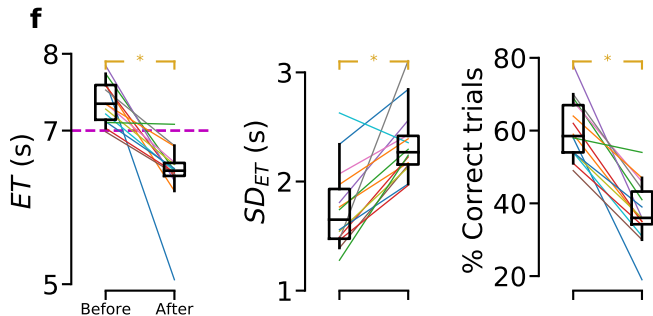 f
8
7
5
ET (s)
*
Before After
3
2
1
SD_ET (s)
*
80
60
40
20
% Correct trials
*